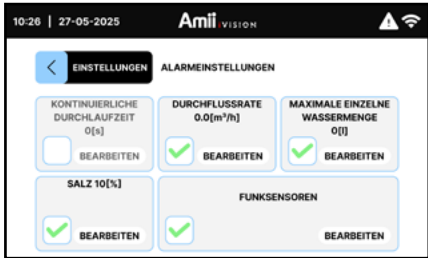 10:26 | 27-05-2025 Amii.VISION
EINSTELLUNGEN ALARMEINSTELLUNGEN
KONTINUIERLICHE
DURCHLAUFZEIT
0[s]
BEARBEITEN
DURCHFLUSSRATE
0.0[m³/h]
BEARBEITEN
MAXIMALE EINZELNE
WASSERMENGE
0[l]
BEARBEITEN
SALZ 10[%]
BEARBEITEN
FUNKSENSOREN
BEARBEITEN